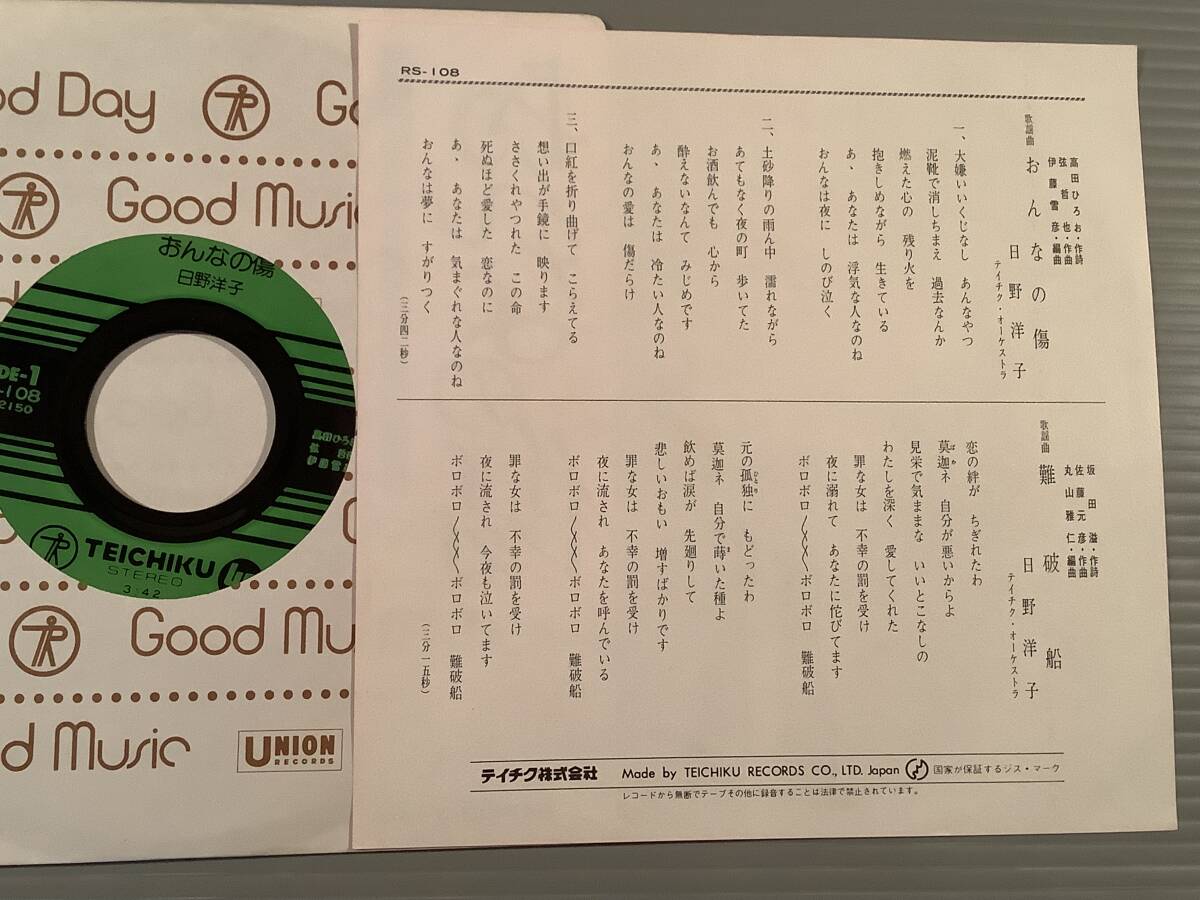 RS-108
歌謡曲
おんなの傷
高田ひろお・作詩
弦哲也・作曲
伊藤雪彦・編曲
日野洋子
テイチク・オーケストラ
一、大嫌いいくじなし あんなやつ
泥靴で消しちまえ 過去なんか
燃えた心の 残り火を
抱きしめながら 生きている
あゝ あなたは 浮気な人なのね
おんなは夜に しのび泣く
二、土砂降りの雨ん中 濡れながら
あてもなく夜の町 歩いてた
お酒飲んでも 心から
酔えないなんて みじめです
あゝ あなたは 冷たい人なのね
おんなの愛は 傷だらけ
三、口紅を折り曲げて こらえてる
想い出が手鏡に 映ります
ささくれやつれた この命
死ぬほど愛した 恋なのに
あゝ あなたは 気まぐれな人なのね
おんなは夢に すがりつく
(三分四二秒)
歌謡曲
難破船
坂田溢・作詩
佐藤元彦・作曲
丸山雅仁・編曲
日野洋子
テイチク・オーケストラ
恋の絆が ちぎれたわ
莫迦ネ 自分が悪いからよ
見栄で気ままな いいとこなしの
わたしを深く 愛してくれた
罪な女は 不幸の罰を受け
夜に溺れて あなたに侘びてます
ボロボロ〱〱ボロボロ 難破船
元の孤独に もどったわ
莫迦ネ 自分で蒔いた種よ
飲めば涙が 先廻りして
悲しいおもい 増すばかりです
罪な女は 不幸の罰を受け
夜に流され あなたを呼んでいる
ボロボロ〱〱ボロボロ 難破船
罪な女は 不幸の罰を受け
夜に流され 今夜も泣いてます
ボロボロ〱〱ボロボロ 難破船
(三分一五秒)
テイチク株式会社 Made by TEICHIKU RECORDS CO., LTD. Japan 国家が保証するジス・マーク
レコードから無断でテープその他に録音することは法律で禁止されています。
od Day
Good Music
おんなの傷
日野洋子
DE-1
-108
2150
TEICHIKU
STEREO
3:42
Good Mu
d Music
UNION
RECORDS